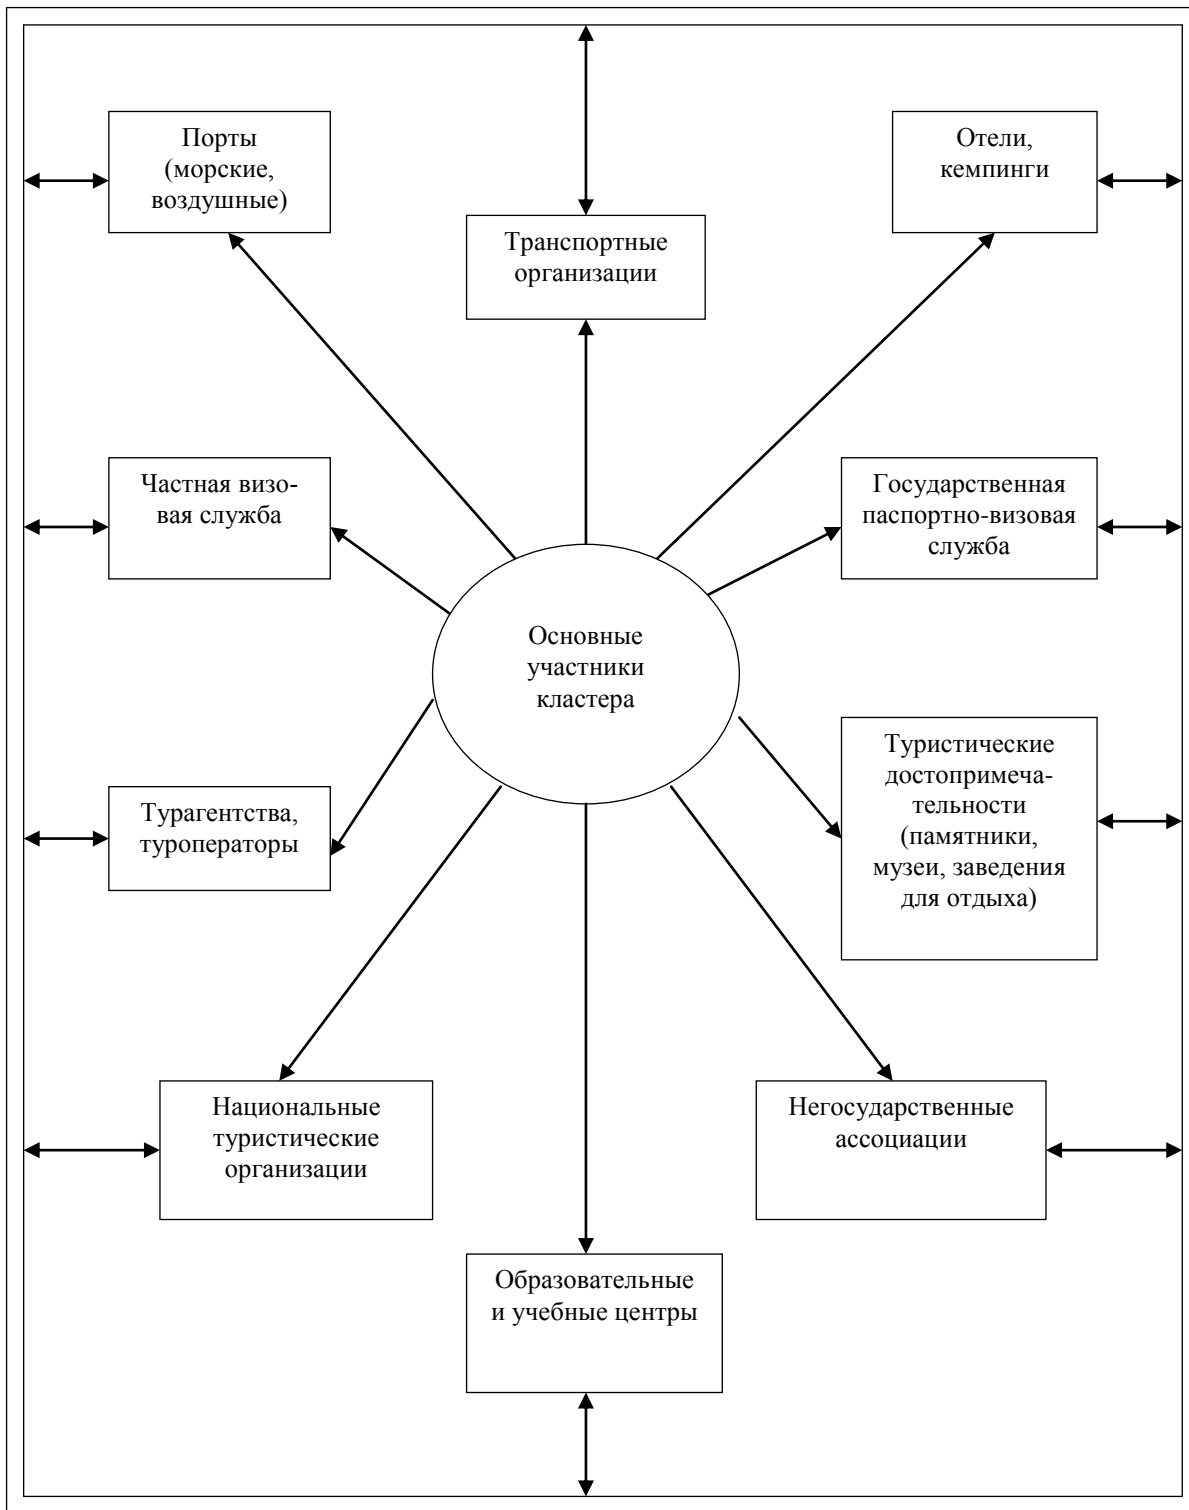 Порты
(морские,
воздушные)
Отели,
кемпинги
Транспортные
организации
Частная визо-
вая служба
Государственная
паспортно-визовая
служба
Основные
участники
кластера
Туристические
достопримеча-
тельности
(памятники,
музеи, заведения
для отдыха)
Турагентства,
туроператоры
Национальные
туристические
организации
Негосударственные
ассоциации
Образовательные
и учебные центры